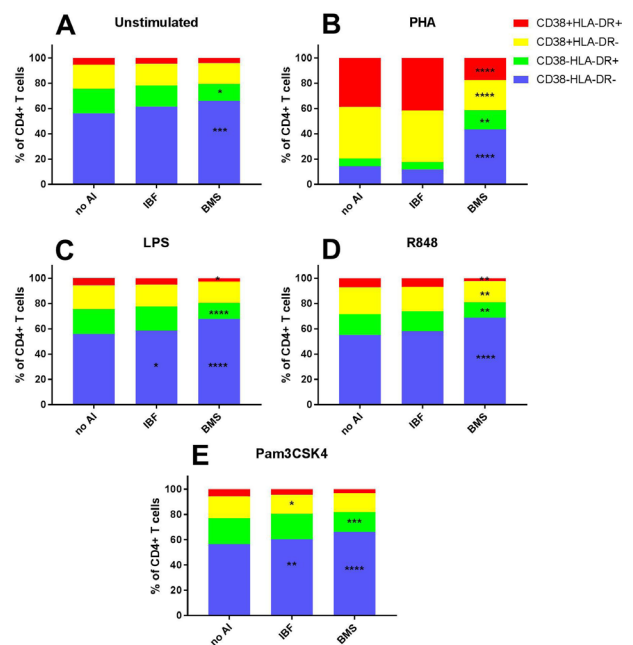 A
Unstimulated
% of CD4+ T cells
100
80
60
40
20
0
*
***
no AI
IBF
BMS
B
PHA
% of CD4+ T cells
100
80
60
40
20
0
****
****
**
****
no AI
IBF
BMS
CD38+HLA-DR+
CD38+HLA-DR-
CD38-HLA-DR+
CD38-HLA-DR-
C
LPS
% of CD4+ T cells
100
80
60
40
20
0
*
*
****
****
no AI
IBF
BMS
D
R848
% of CD4+ T cells
100
80
60
40
20
0
**
**
**
****
no AI
IBF
BMS
E
Pam3CSK4
% of CD4+ T cells
100
80
60
40
20
0
*
**
***
****
no AI
IBF
BMS